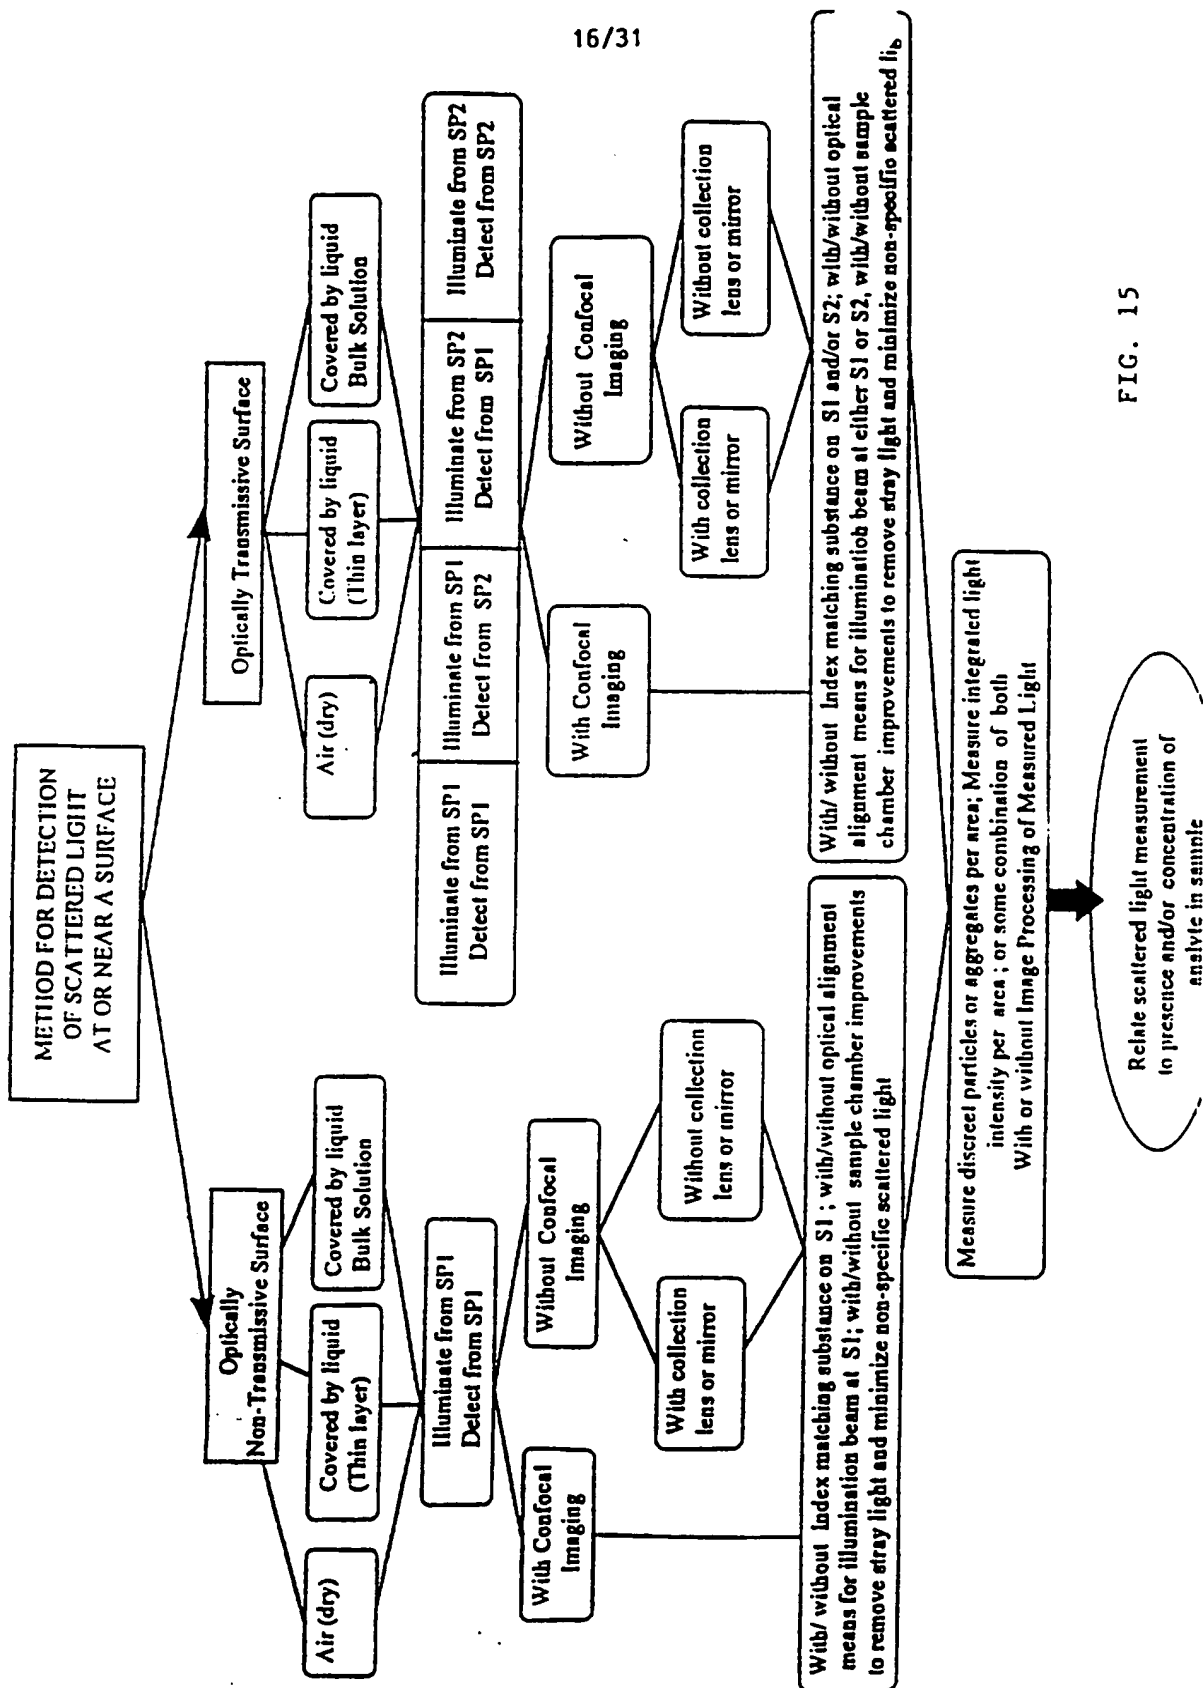 16/31
METHOD FOR DETECTION
OF SCATTERED LIGHT
AT OR NEAR A SURFACE
Optically
Non-Transmissive Surface
Optically Transmissive Surface
Air (dry)
Covered by liquid
(Thin layer)
Covered by liquid
Bulk Solution
Air (dry)
Covered by liquid
(Thin layer)
Covered by liquid
Bulk Solution
Illuminate from SP1
Detect from SP1
Illuminate from SP1
Detect from SP1
Illuminate from SP1
Detect from SP2
Illuminate from SP2
Detect from SP1
Illuminate from SP2
Detect from SP2
With Confocal
Imaging
Without Confocal
Imaging
With Confocal
Imaging
Without Confocal
Imaging
With collection
lens or mirror
Without collection
lens or mirror
With collection
lens or mirror
Without collection
lens or mirror
With/ without Index matching substance on S1 ; with/without optical alignment
means for illumination beam at S1; with/without sample chamber improvements
to remove stray light and minimize non-specific scattered light
With/ without Index matching substance on S1 and/or S2; with/without optical
alignment means for illumination beam at either S1 or S2, with/without sample
chamber improvements to remove stray light and minimize non-specific scattered
Measure discreet particles or aggregates per area; Measure integrated light
intensity per area ; or some combination of both
With or without Image Processing of Measured Light
Relate scattered light measurement
to presence and/or concentration of
analyte in sample
FIG. 15